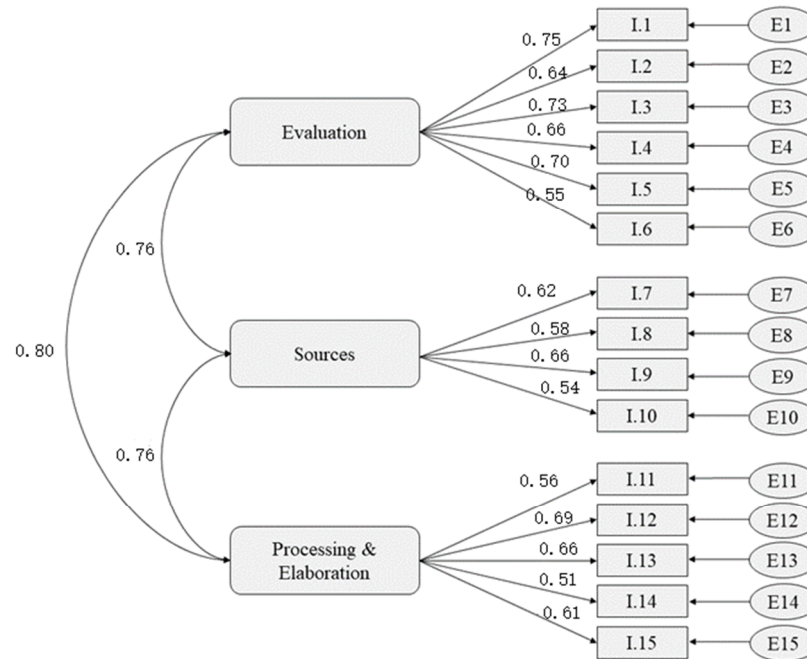 I.1 E1
0.75
I.2 E2
0.64
0.73 I.3 E3
Evaluation
0.66 I.4 E4
0.70 I.5 E5
0.55
I.6 E6
0.76
0.62 I.7 E7
0.58 I.8 E8
0.80 Sources
0.66 I.9 E9
0.54
I.10 E10
0.76
0.56 I.11 E11
0.69 I.12 E12
Processing &
Elaboration
0.66 I.13 E13
0.51
I.14 E14
0.61
I.15 E15